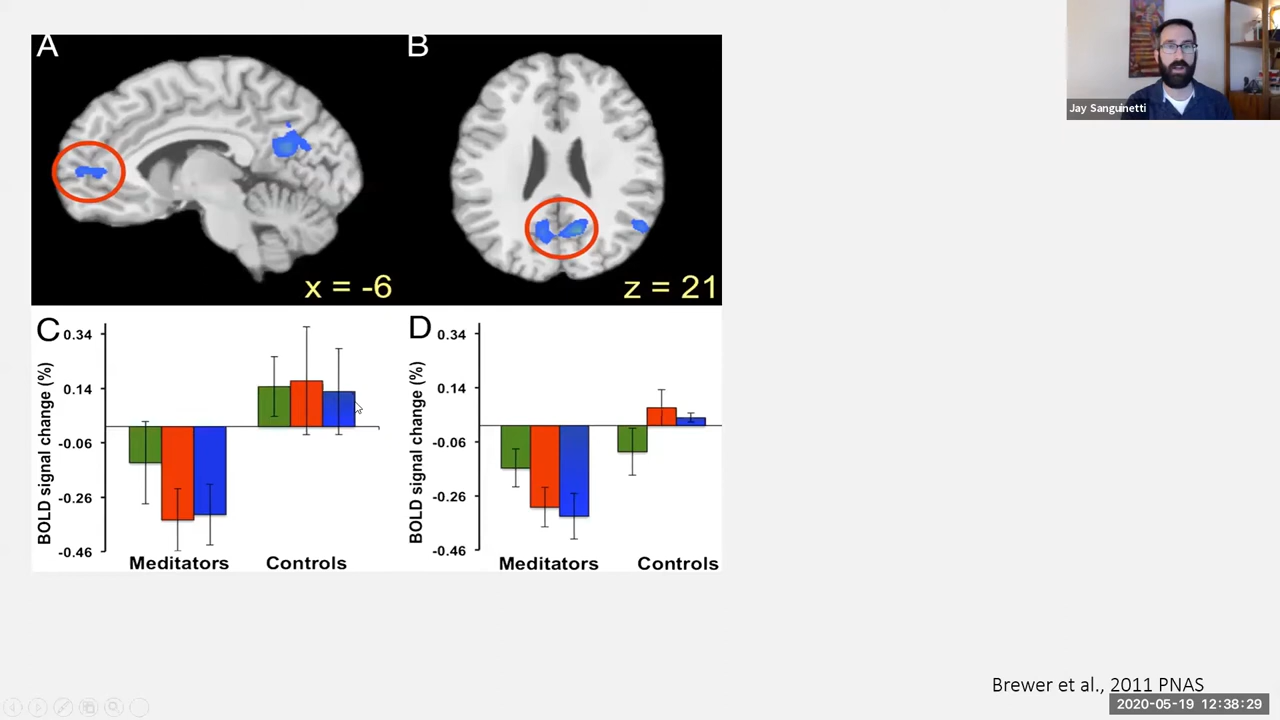 A
B
Jay Sanguinetti
x = -6
z = 21
C
0.34
0.14
-0.06
-0.26
-0.46
BOLD signal change (%)
Meditators
Controls
D
0.34
0.14
-0.06
-0.26
-0.46
BOLD signal change (%)
Meditators
Controls
Brewer et al., 2011 PNAS
2020-05-19 12:38:29